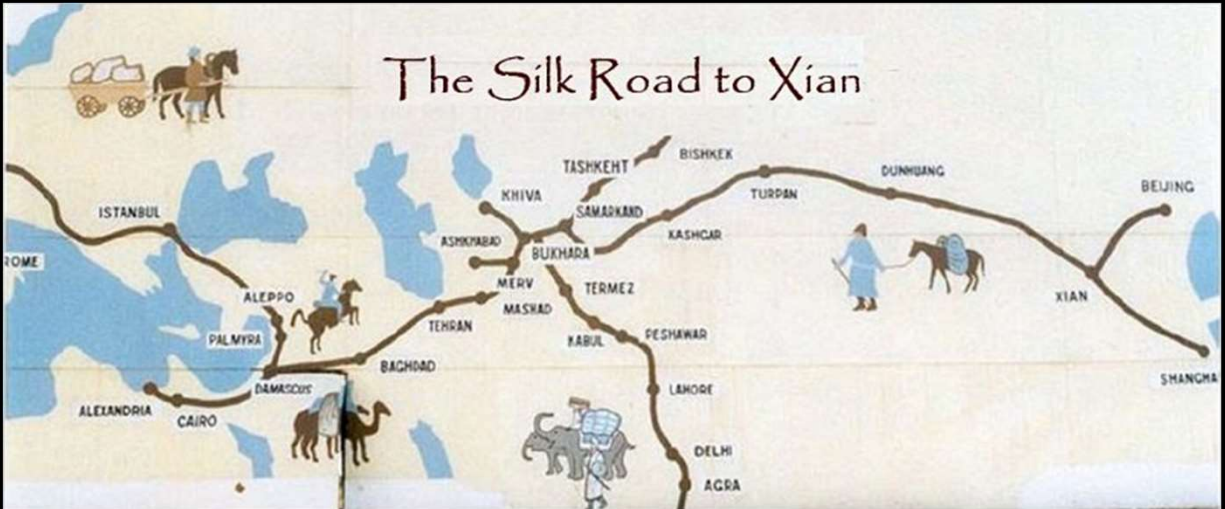 The Silk Road to Xian
BISHKEK
TASHKEHT
KHIVA
SAMARKAND
TURPAN
DUNHUANG
BEIJING
ISTANBUL
ASHKHABAD
BUKHARA
KASHGAR
ROME
MERV
TERMEZ
XIAN
ALEPPO
MASHAD
TEHRAN
PALMYRA
KABUL
PESHAWAR
BAGHDAD
SHANGHA
DAMASCUS
LAHORE
ALEXANDRIA
CAIRO
DELHI
AGRA